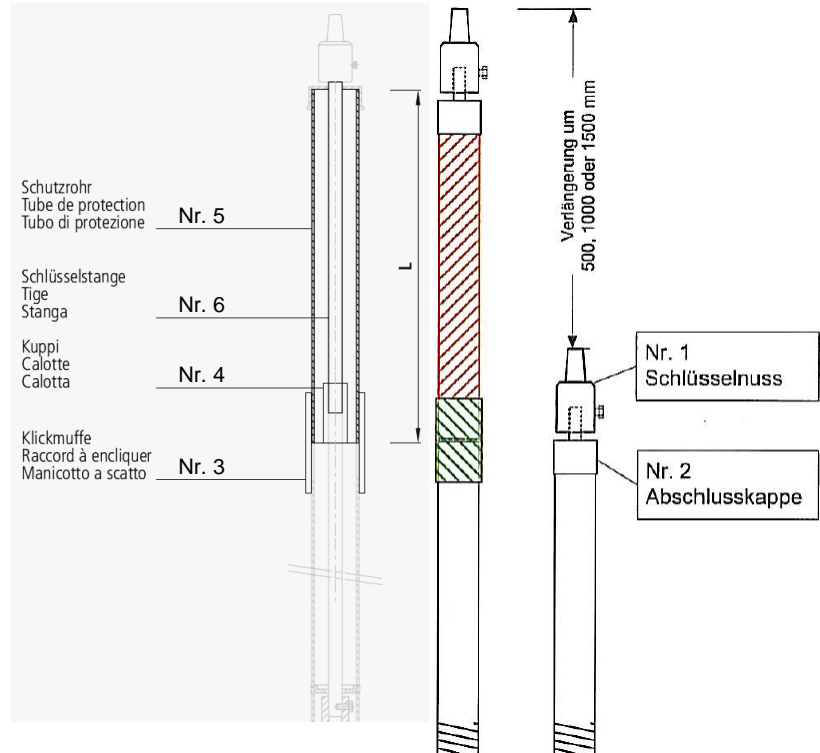 Schutzrohr
Tube de protection
Tubo di protezione
Nr. 5
Schlüsselstange
Tige
Stanga
Nr. 6
Kuppi
Calotte
Calotta
Nr. 4
Klickmuffe
Raccord à encliquer
Manicotto a scatto
Nr. 3
L
Verlängerung um
500, 1000 oder 1500 mm
Nr. 1
Schlüsselnuss
Nr. 2
Abschlusskappe